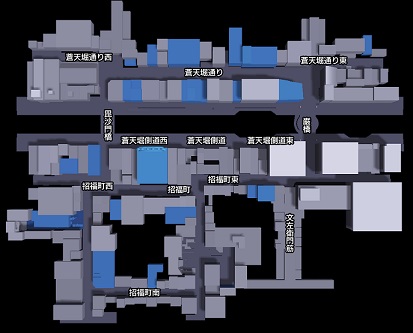 蒼天堀通り西
蒼天堀通り東
蒼天堀通り
毘沙門橋
巌橋
蒼天堀側道西
蒼天堀側道
蒼天堀側道東
招福町西
招福町
招福町東
文左衛門筋
招福町南